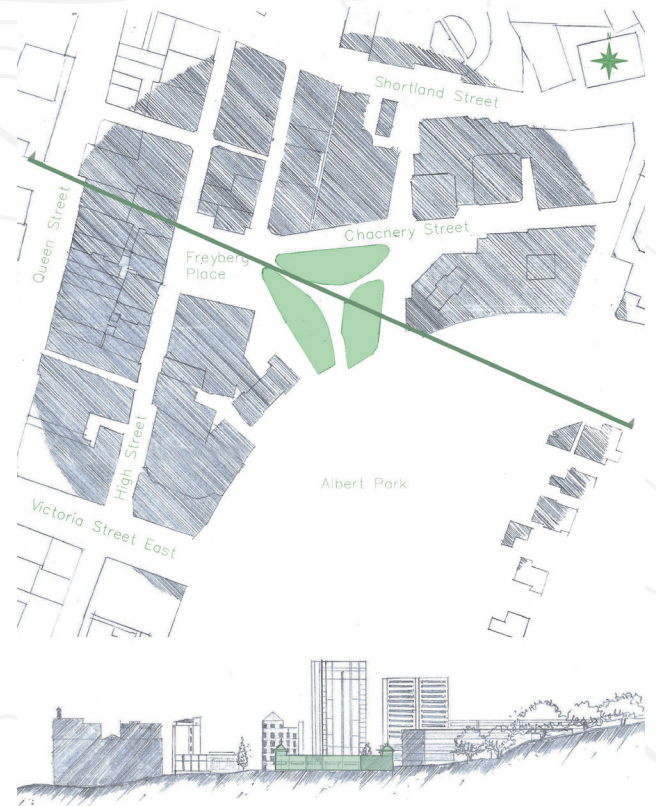 N
Shortland Street
Queen Street
Chacnery Street
Freyberg
Place
High Street
Albert Park
Victoria Street East